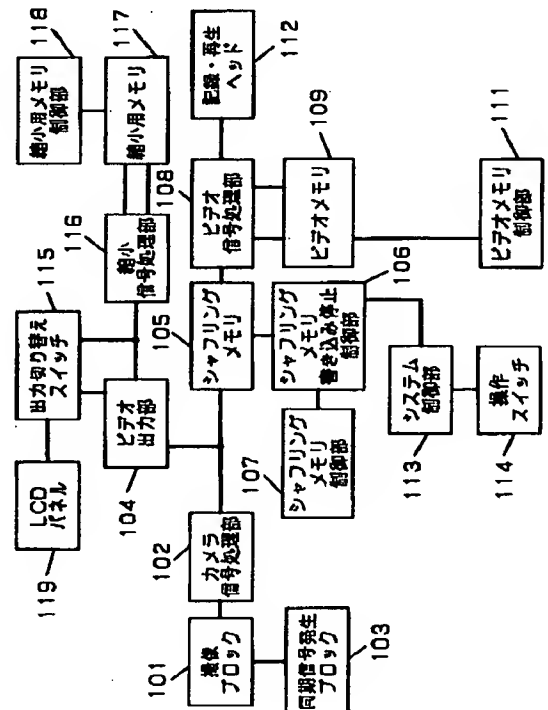 118
縮小用メモリ
制御部
117
縮小用メモリ
116
縮小
信号処理部
115
出力切り替え
スイッチ
LCD
パネル
119
ビデオ
出力部
104
112
記録・再生
ヘッド
108
ビデオ
信号処理部
105
シャフリング
メモリ
102
カメラ
信号処理部
101
撮像
ブロック
103
同期信号発生
ブロック
109
ビデオメモリ
106
シャフリング
メモリ
書き込み停止
制御部
107
シャフリング
メモリ
制御部
111
ビデオメモリ
制御部
113
システム
制御部
114
操作
スイッチ